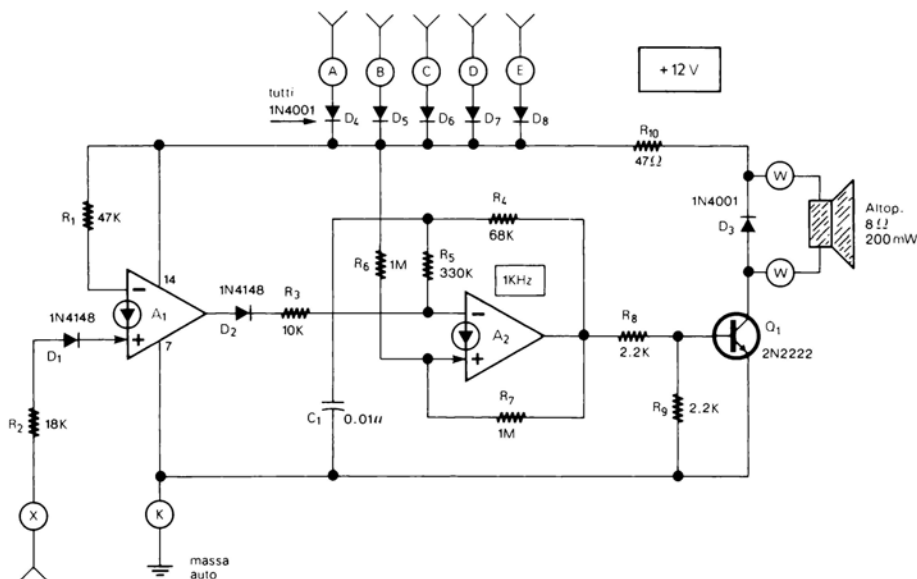 A B C D E
+12 V
tutti
1N4001
D4 D5 D6 D7 D8
R10
47Ω
W
1N4001
D3
Altop.
8Ω
200mW
W
R1
47K
R4
68K
R6
1M
R5
330K
1KHz
14
A1
7
1N4148
D2
R3
10K
1N4148
D1
A2
R8
2.2K
Q1
2N2222
R2
18K
C1
0.01u
R7
1M
R9
2.2K
X
K
massa
auto